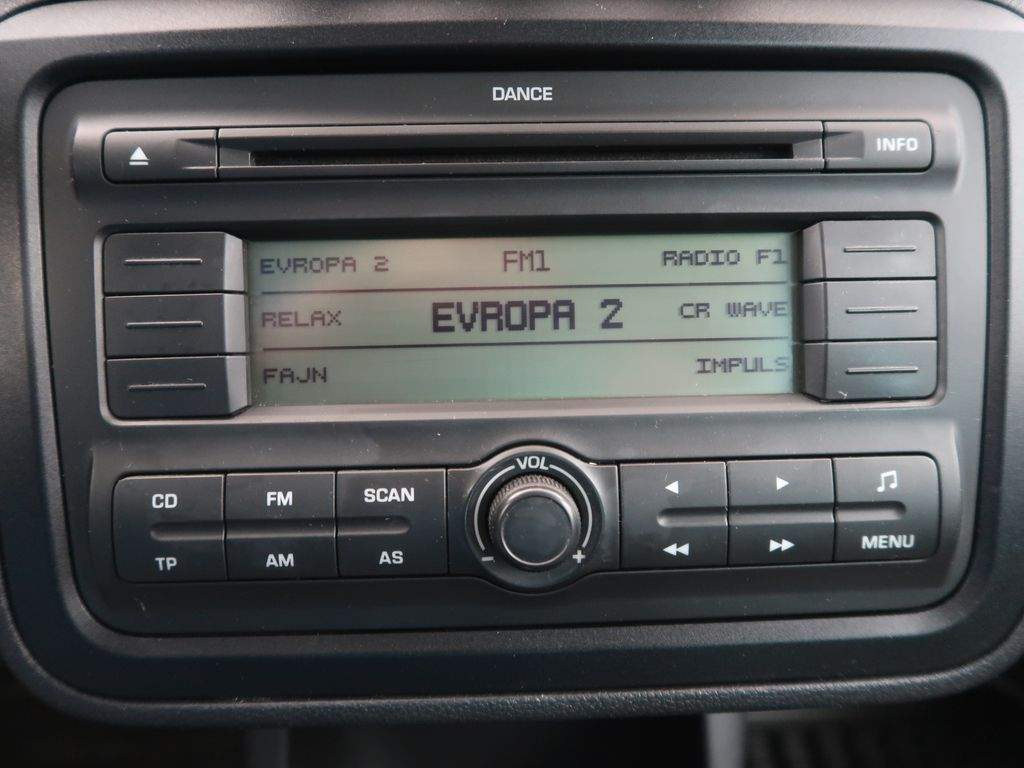 DANCE
INFO
EVROPA 2 FM1 RADIO F1
RELAX EVROPA 2 CR WAVE
FAJN IMPULS
VOL
CD FM SCAN
TP AM AS - + MENU